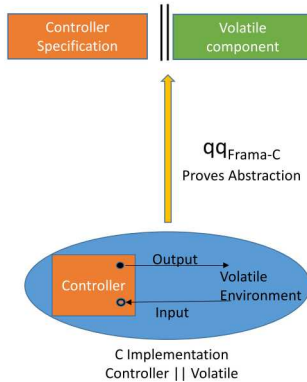 Controller
Specification
||
Volatile
component
qqFrama-C
Proves Abstraction
Output
Controller
Volatile
Environment
Input
C Implementation
Controller || Volatile